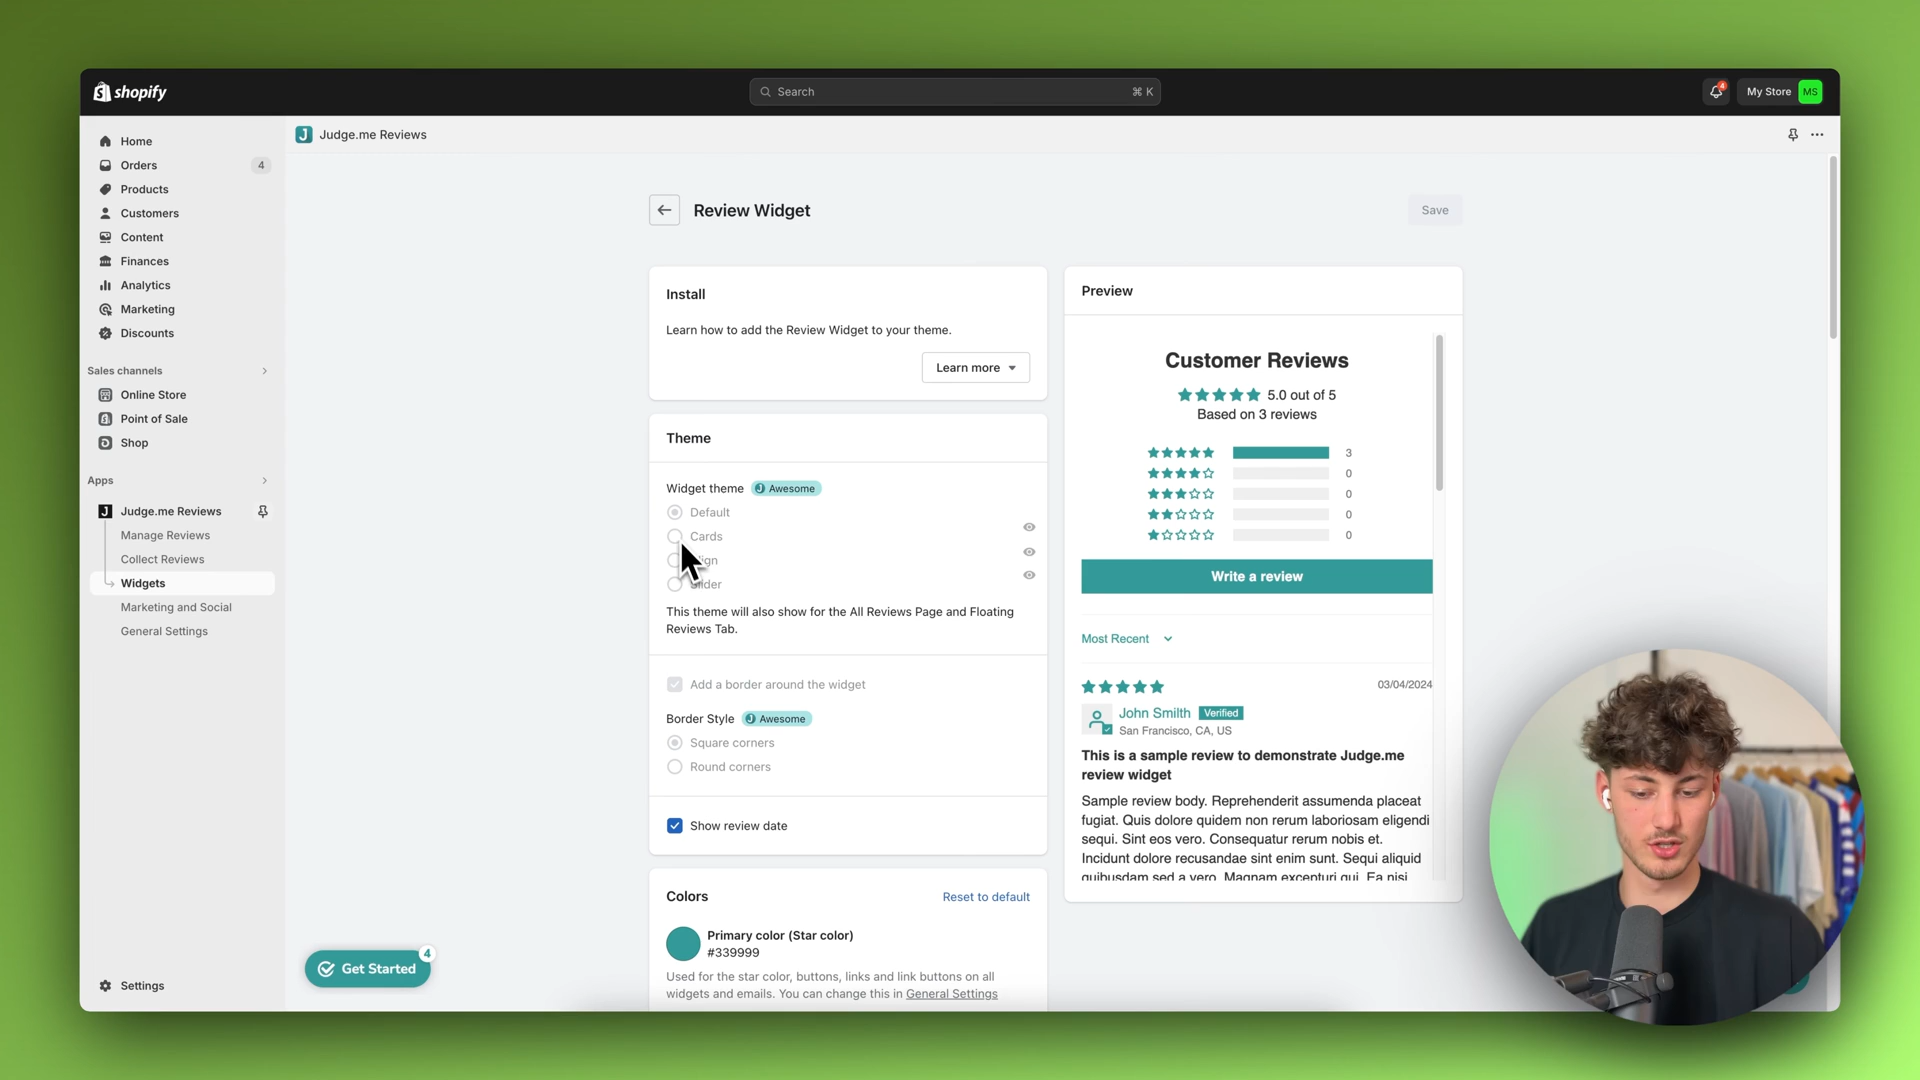 shopify
Search
⌘ K
4
My Store
MS
Home
Orders
4
Products
Customers
Content
Finances
Analytics
Marketing
Discounts
Sales channels
Online Store
Point of Sale
Shop
Apps
Judge.me Reviews
Manage Reviews
Collect Reviews
Widgets
Marketing and Social
General Settings
Settings
Judge.me Reviews
Review Widget
Save
Install
Learn how to add the Review Widget to your theme.
Learn more
Theme
Widget theme
Awesome
Default
Cards
This theme will also show for the All Reviews Page and Floating
Reviews Tab.
Add a border around the widget
Border Style
Awesome
Square corners
Round corners
Show review date
Colors
Reset to default
Primary color (Star color)
#339999
Used for the star color, buttons, links and link buttons on all
widgets and emails. You can change this in General Settings
Get Started
4
Preview
Customer Reviews
5.0 out of 5
Based on 3 reviews
3
0
0
0
0
Write a review
Most Recent
03/04/2024
John Smilth
Verified
San Francisco, CA, US
This is a sample review to demonstrate Judge.me
review widget
Sample review body. Reprehenderit assumenda placeat
fugiat. Quis dolore quidem non rerum laboriosam eligendi
sequi. Sint eos vero. Consequatur rerum nobis et.
Incidunt dolore recusandae sint enim sunt. Sequi aliquid
quibusdam sed a vero. Magnam excepturi qui. Ea nisi